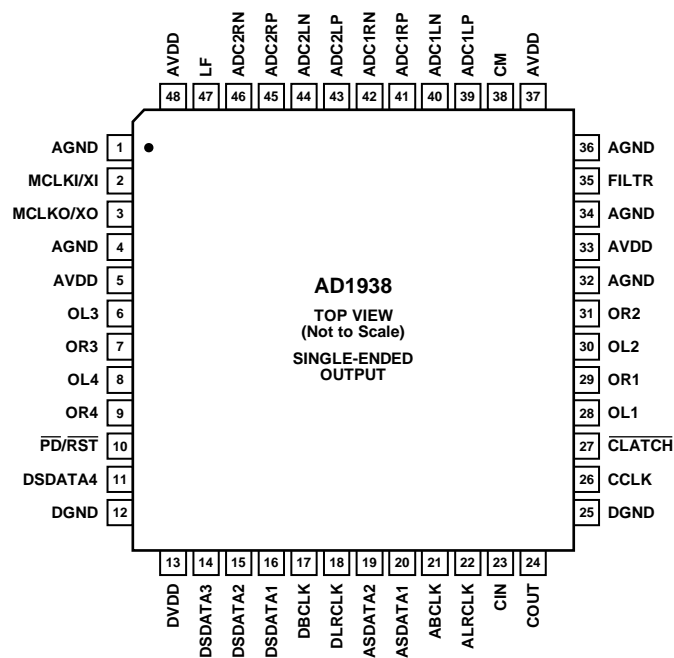 AVDD
LF
ADC2RN
ADC2RP
ADC2LN
ADC2LP
ADC1RN
ADC1RP
ADC1LN
ADC1LP
CM
AVDD
48 47 46 45 44 43 42 41 40 39 38 37
AGND 1
MCLKI/XI 2
MCLKO/XO 3
AGND 4
AVDD 5
OL3 6
OR3 7
OL4 8
OR4 9
PD/RST 10
DSDATA4 11
DGND 12
AD1938
TOP VIEW
(Not to Scale)
SINGLE-ENDED
OUTPUT
36 AGND
35 FILTR
34 AGND
33 AVDD
32 AGND
31 OR2
30 OL2
29 OR1
28 OL1
27 CLATCH
26 CCLK
25 DGND
13 14 15 16 17 18 19 20 21 22 23 24
DVDD
DSDATA3
DSDATA2
DSDATA1
DBCLK
DLRCLK
ASDATA2
ASDATA1
ABCLK
ALRCLK
CIN
COUT